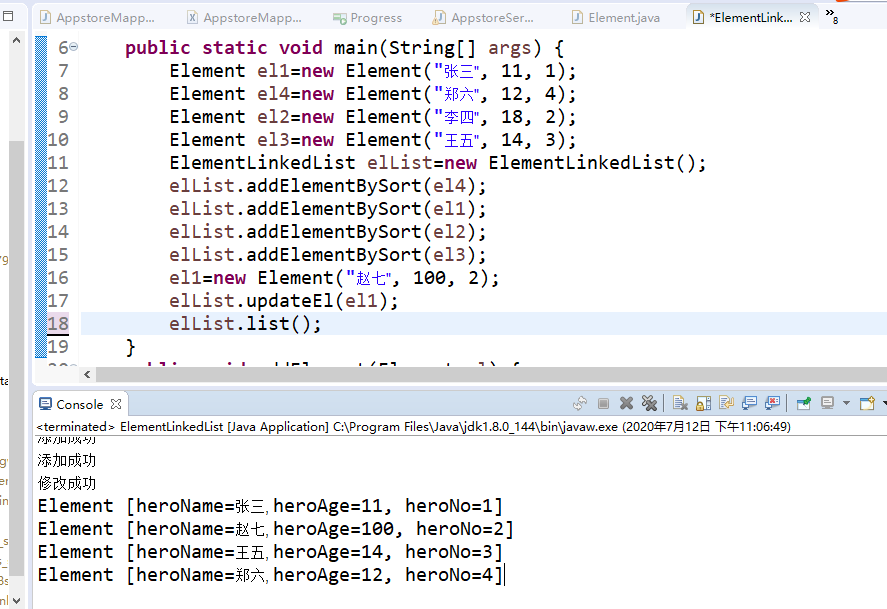 AppstoreMapp... AppstoreMapp... Progress AppstoreSer... Element.java *ElementLink... »8
6 public static void main(String[] args) {
7 Element el1=new Element("张三", 11, 1);
8 Element el4=new Element("郑六", 12, 4);
9 Element el2=new Element("李四", 18, 2);
10 Element el3=new Element("王五", 14, 3);
11 ElementLinkedList elList=new ElementLinkedList();
12 elList.addElementBySort(el4);
13 elList.addElementBySort(el1);
14 elList.addElementBySort(el2);
15 elList.addElementBySort(el3);
16 el1=new Element("赵七", 100, 2);
17 elList.updateEl(el1);
18 elList.list();
19 }
Console
<terminated> ElementLinkedList [Java Application] C:\Program Files\Java\jdk1.8.0_144\bin\javaw.exe (2020年7月12日 下午11:06:49)
添加成功
添加成功
修改成功
Element [heroName=张三, heroAge=11, heroNo=1]
Element [heroName=赵七, heroAge=100, heroNo=2]
Element [heroName=王五, heroAge=14, heroNo=3]
Element [heroName=郑六, heroAge=12, heroNo=4]